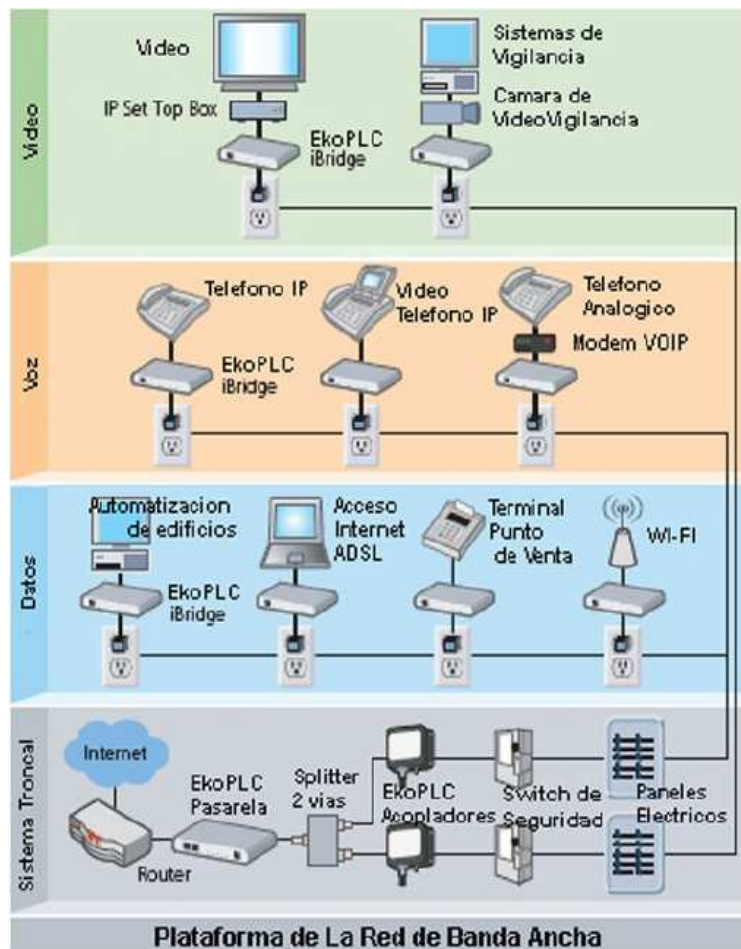 Video
Video
IP Set Top Box
EkoPLC
iBridge
Sistemas de
Vigilancia
Camara de
VideoVigilancia
Voz
Telefono IP
EkoPLC
iBridge
Video
Telefono IP
Telefono
Analogico
Modem VOIP
Datos
Automatizacion
de edificios
EkoPLC
iBridge
Acceso
Internet
ADSL
Terminal
Punto
de Venta
WI-FI
Sistema Troncal
Internet
Router
EkoPLC
Pasarela
Splitter
2 vias
EkoPLC
Acopladores
Switch de
Seguridad
Paneles
Electricos
Plataforma de La Red de Banda Ancha